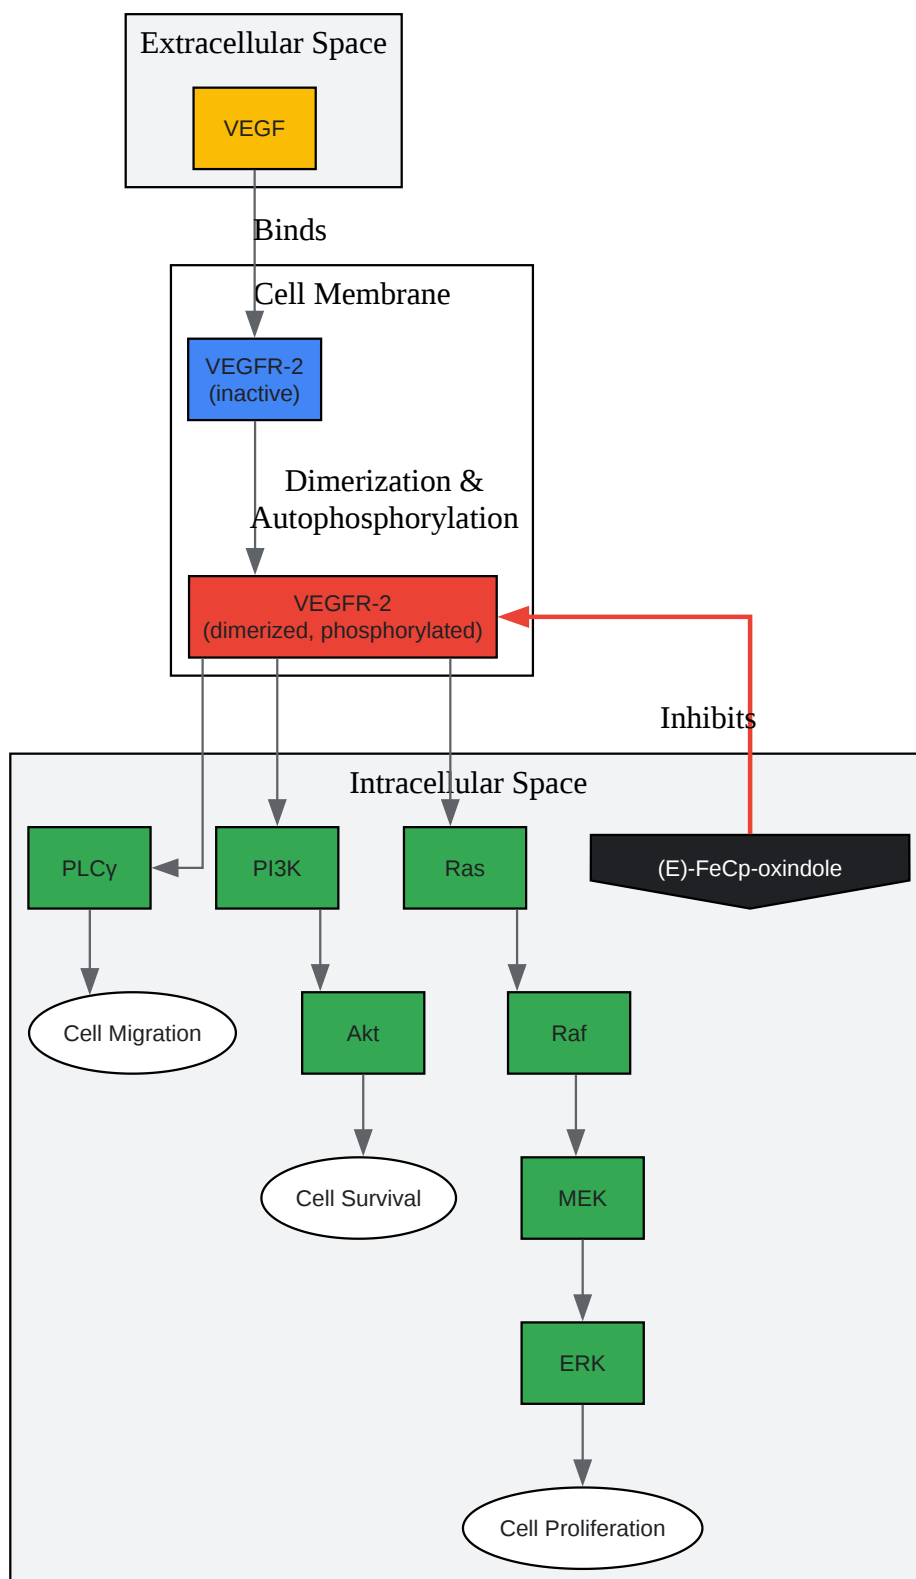 Extracellular Space
VEGF
Binds
Cell Membrane
VEGFR-2
(inactive)
Dimerization &
Autophosphorylation
VEGFR-2
(dimerized, phosphorylated)
Inhibits
Intracellular Space
PLCγ
PI3K
Ras
(E)-FeCp-oxindole
Cell Migration
Akt
Raf
Cell Survival
MEK
ERK
Cell Proliferation